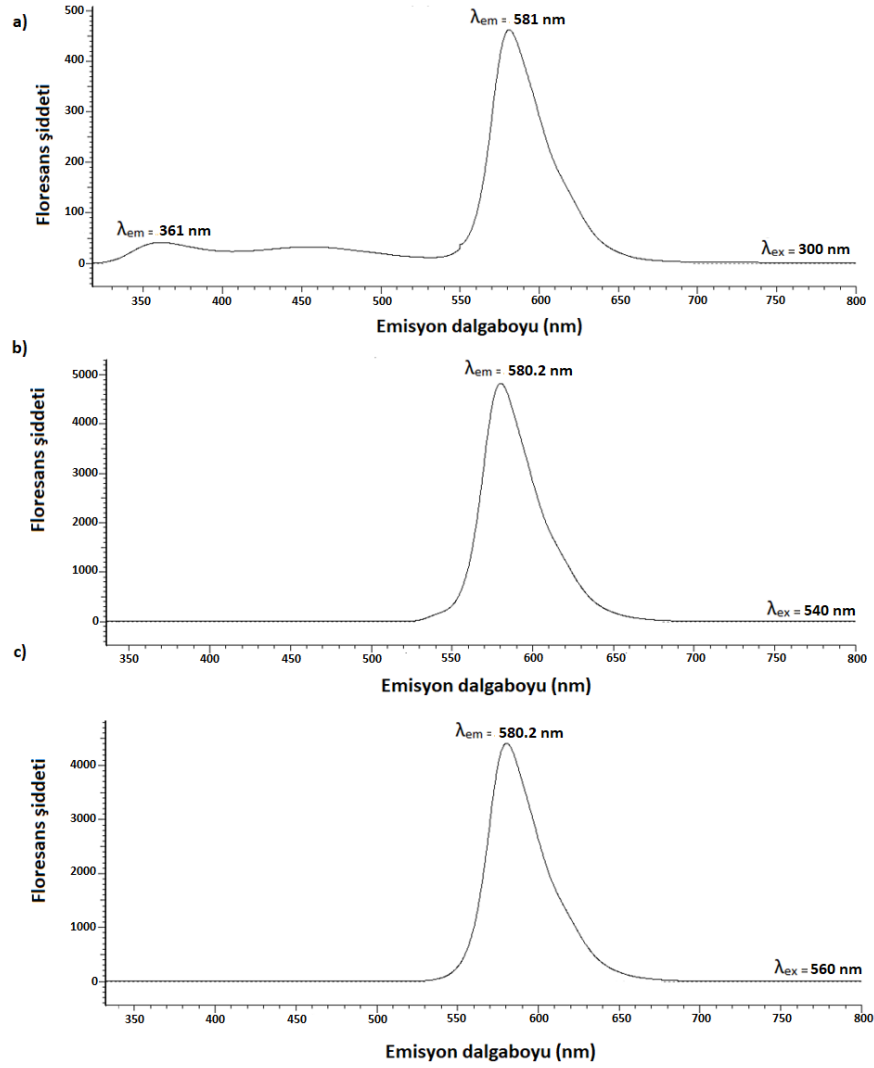 a)
λem = 581 nm
500
400
300
200
100
0
Floresans şiddeti
λem = 361 nm
λex = 300 nm
350 400 450 500 550 600 650 700 750 800
Emisyon dalgaboyu (nm)
b)
λem = 580.2 nm
5000
4000
3000
2000
1000
0
Floresans şiddeti
λex = 540 nm
350 400 450 500 550 600 650 700 750 800
Emisyon dalgaboyu (nm)
c)
λem = 580.2 nm
4000
3000
2000
1000
0
Floresans şiddeti
λex = 560 nm
350 400 450 500 550 600 650 700 750 800
Emisyon dalgaboyu (nm)